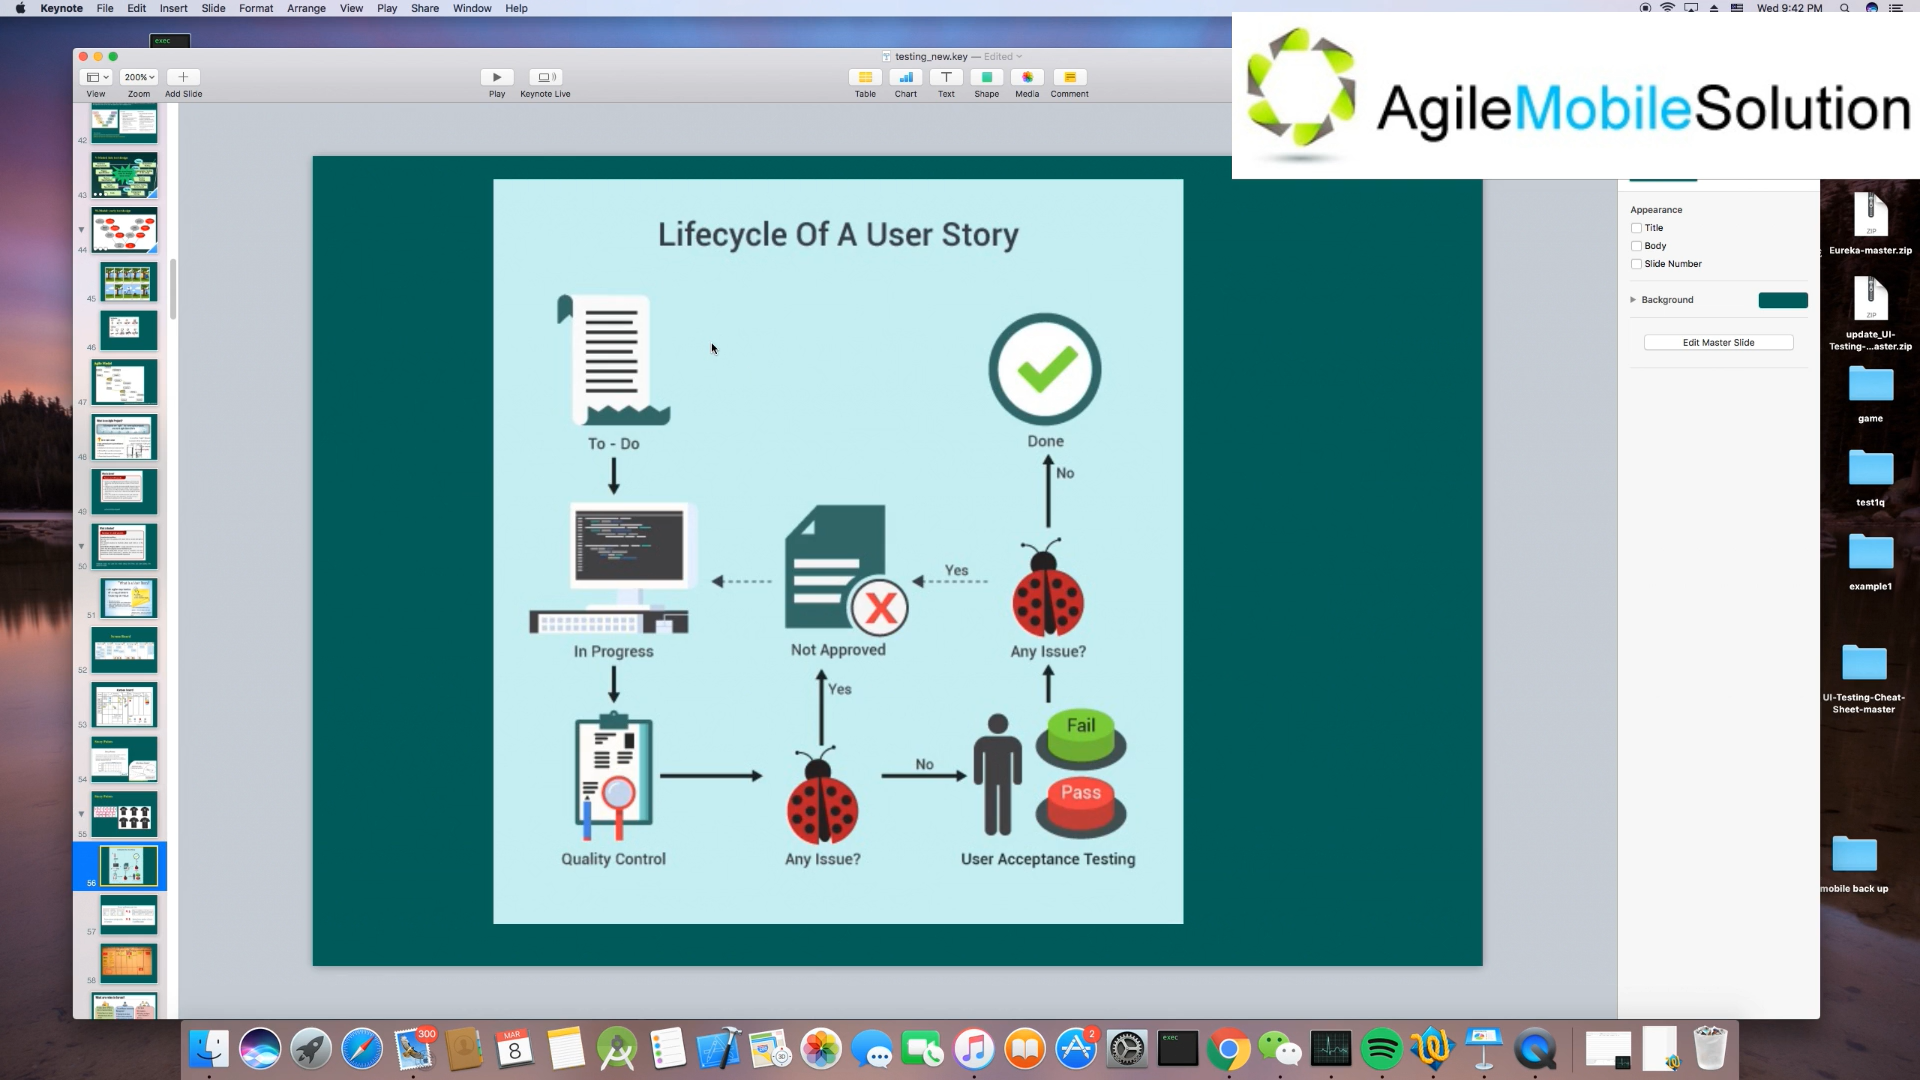 Keynote File Edit Insert Slide Format Arrange View Play Share Window Help
Wed 9:42 PM
exec
testing_new.key — Edited
200%
View Zoom Add Slide Play Keynote Live Table Chart Text Shape Media Comment
AgileMobileSolution
42
43
44
45
46
47
48
49
50
51
52
53
54
55
56
57
58
Lifecycle Of A User Story
To - Do
Done
No
In Progress
Not Approved
Yes
Any Issue?
Yes
Quality Control
Any Issue?
No
Fail
Pass
User Acceptance Testing
Appearance
Title
Body
Slide Number
Background
Edit Master Slide
ZIP
Eureka-master.zip
ZIP
update_UI-
Testing-...aster.zip
game
test1q
example1
UI-Testing-Cheat-
Sheet-master
mobile back up
300
MAR
8
2
exec